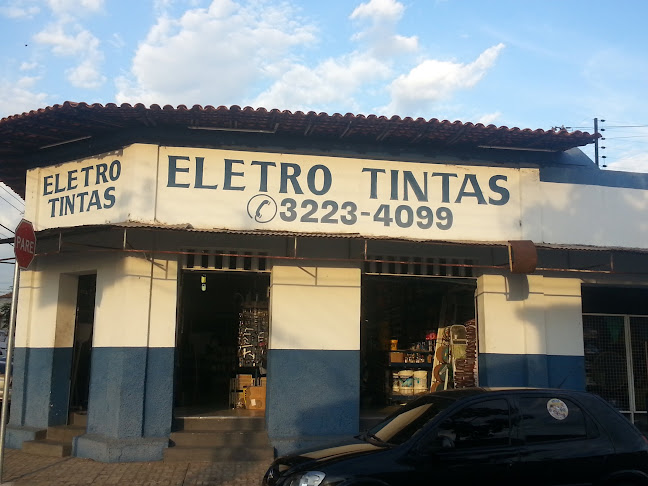 ELETRO
TINTAS
ELETRO TINTAS
3223-4099
PARE